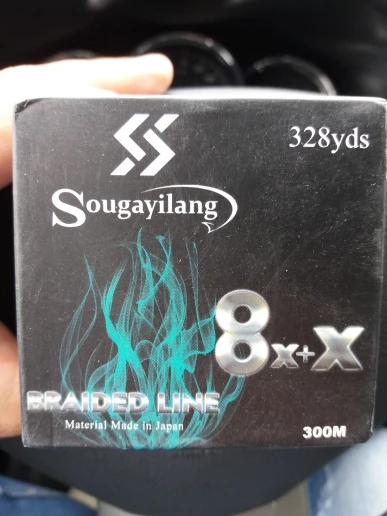 328yds
Sougayilang
8x+X
BRAIDED LINE
Material Made in Japan
300M